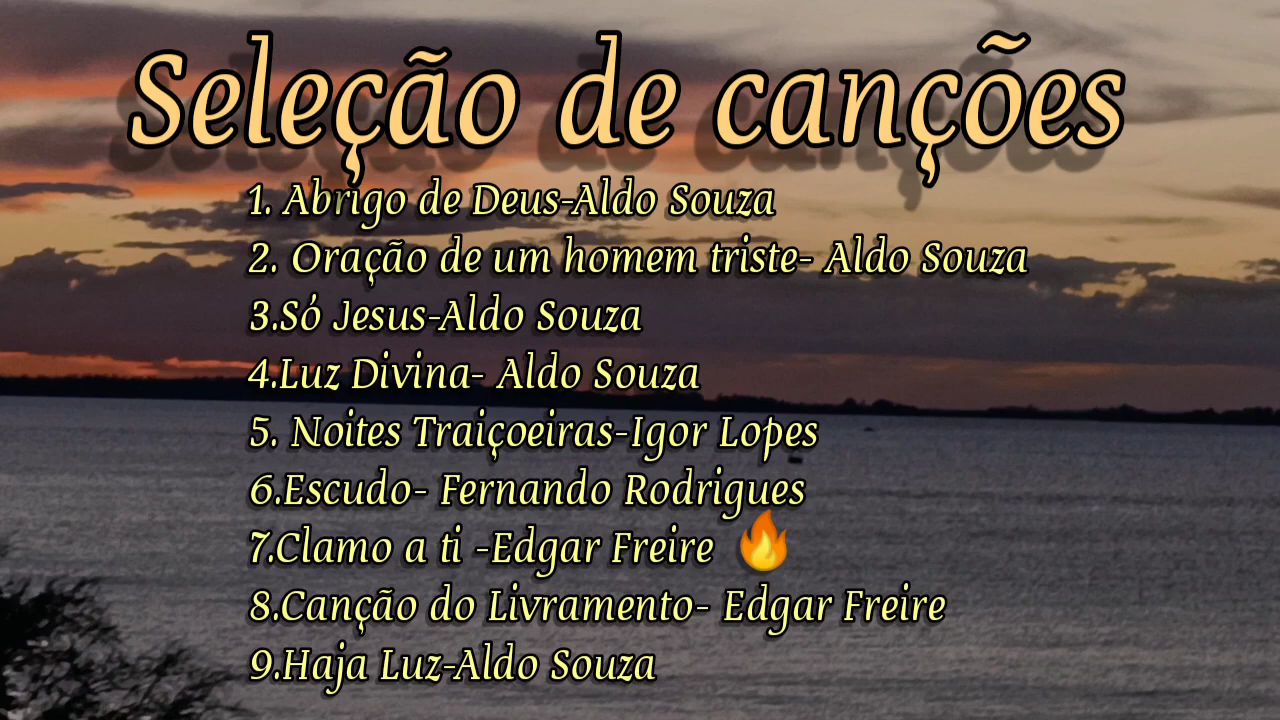 Seleção de canções
1. Abrigo de Deus-Aldo Souza
2. Oração de um homem triste- Aldo Souza
3.Só Jesus-Aldo Souza
4.Luz Divina- Aldo Souza
5. Noites Traiçoeiras-Igor Lopes
6.Escudo- Fernando Rodrigues
7.Clamo a ti -Edgar Freire 🔥
8.Canção do Livramento- Edgar Freire
9.Haja Luz-Aldo Souza